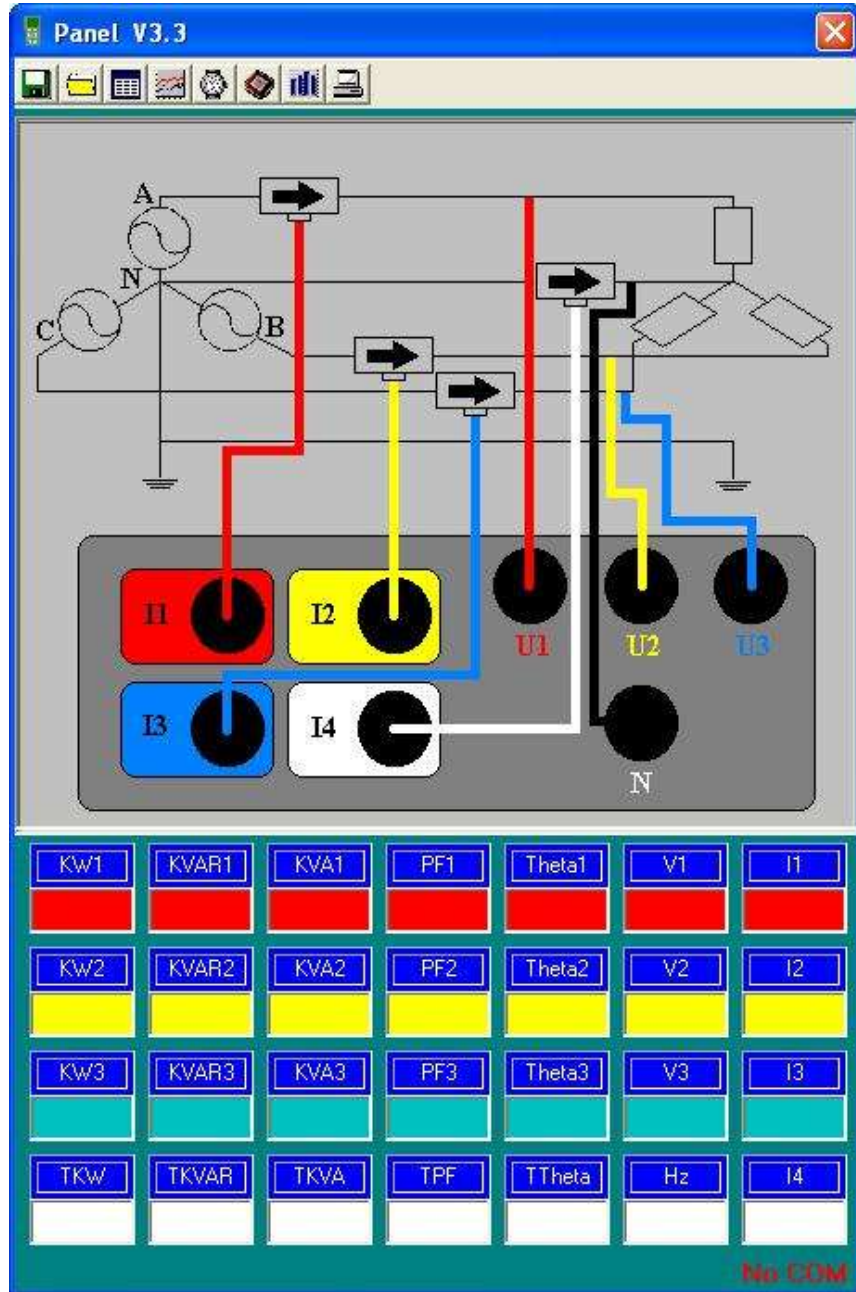 Panel V3.3
A
N
C
B
I1
I2
U1
U2
U3
I3
I4
N
KW1 KVAR1 KVA1 PF1 Theta1 V1 I1
KW2 KVAR2 KVA2 PF2 Theta2 V2 I2
KW3 KVAR3 KVA3 PF3 Theta3 V3 I3
TKW TKVAR TKVA TPF TTheta Hz I4
No COM